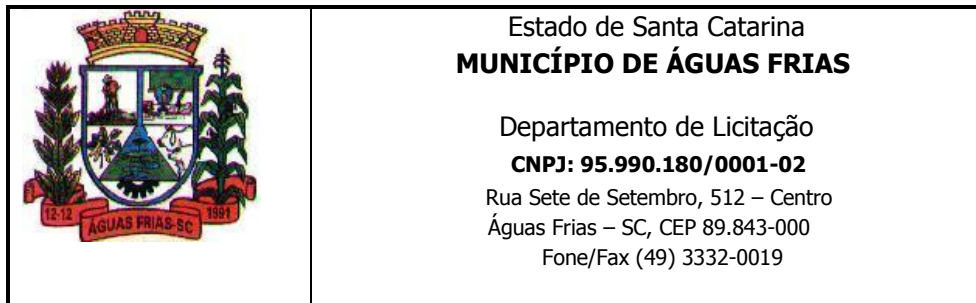 12-12
ÁGUAS FRIAS-SC
1991
Estado de Santa Catarina
MUNICÍPIO DE ÁGUAS FRIAS
Departamento de Licitação
CNPJ: 95.990.180/0001-02
Rua Sete de Setembro, 512 – Centro
Águas Frias – SC, CEP 89.843-000
Fone/Fax (49) 3332-0019